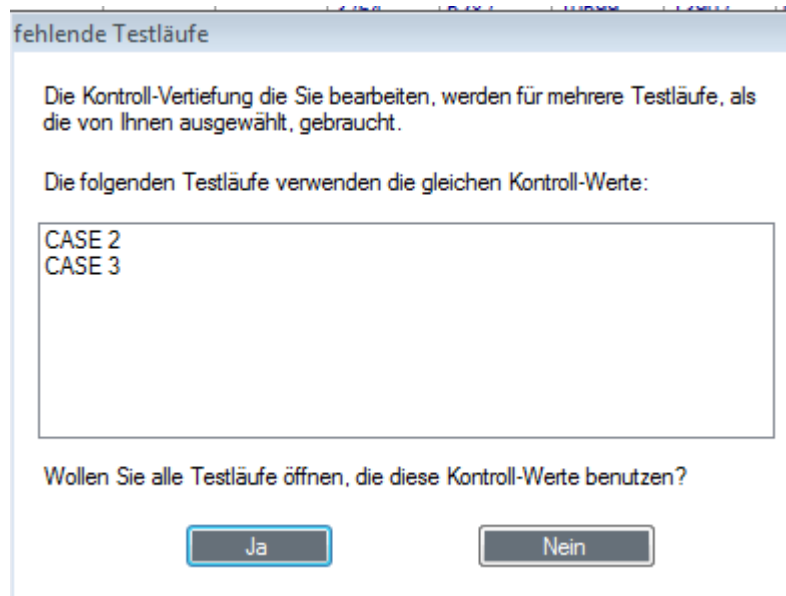 fehlende Testläufe
Die Kontroll-Vertiefung die Sie bearbeiten, werden für mehrere Testläufe, als
die von Ihnen ausgewählt, gebraucht.
Die folgenden Testläufe verwenden die gleichen Kontroll-Werte:
CASE 2
CASE 3
Wollen Sie alle Testläufe öffnen, die diese Kontroll-Werte benutzen?
Ja Nein